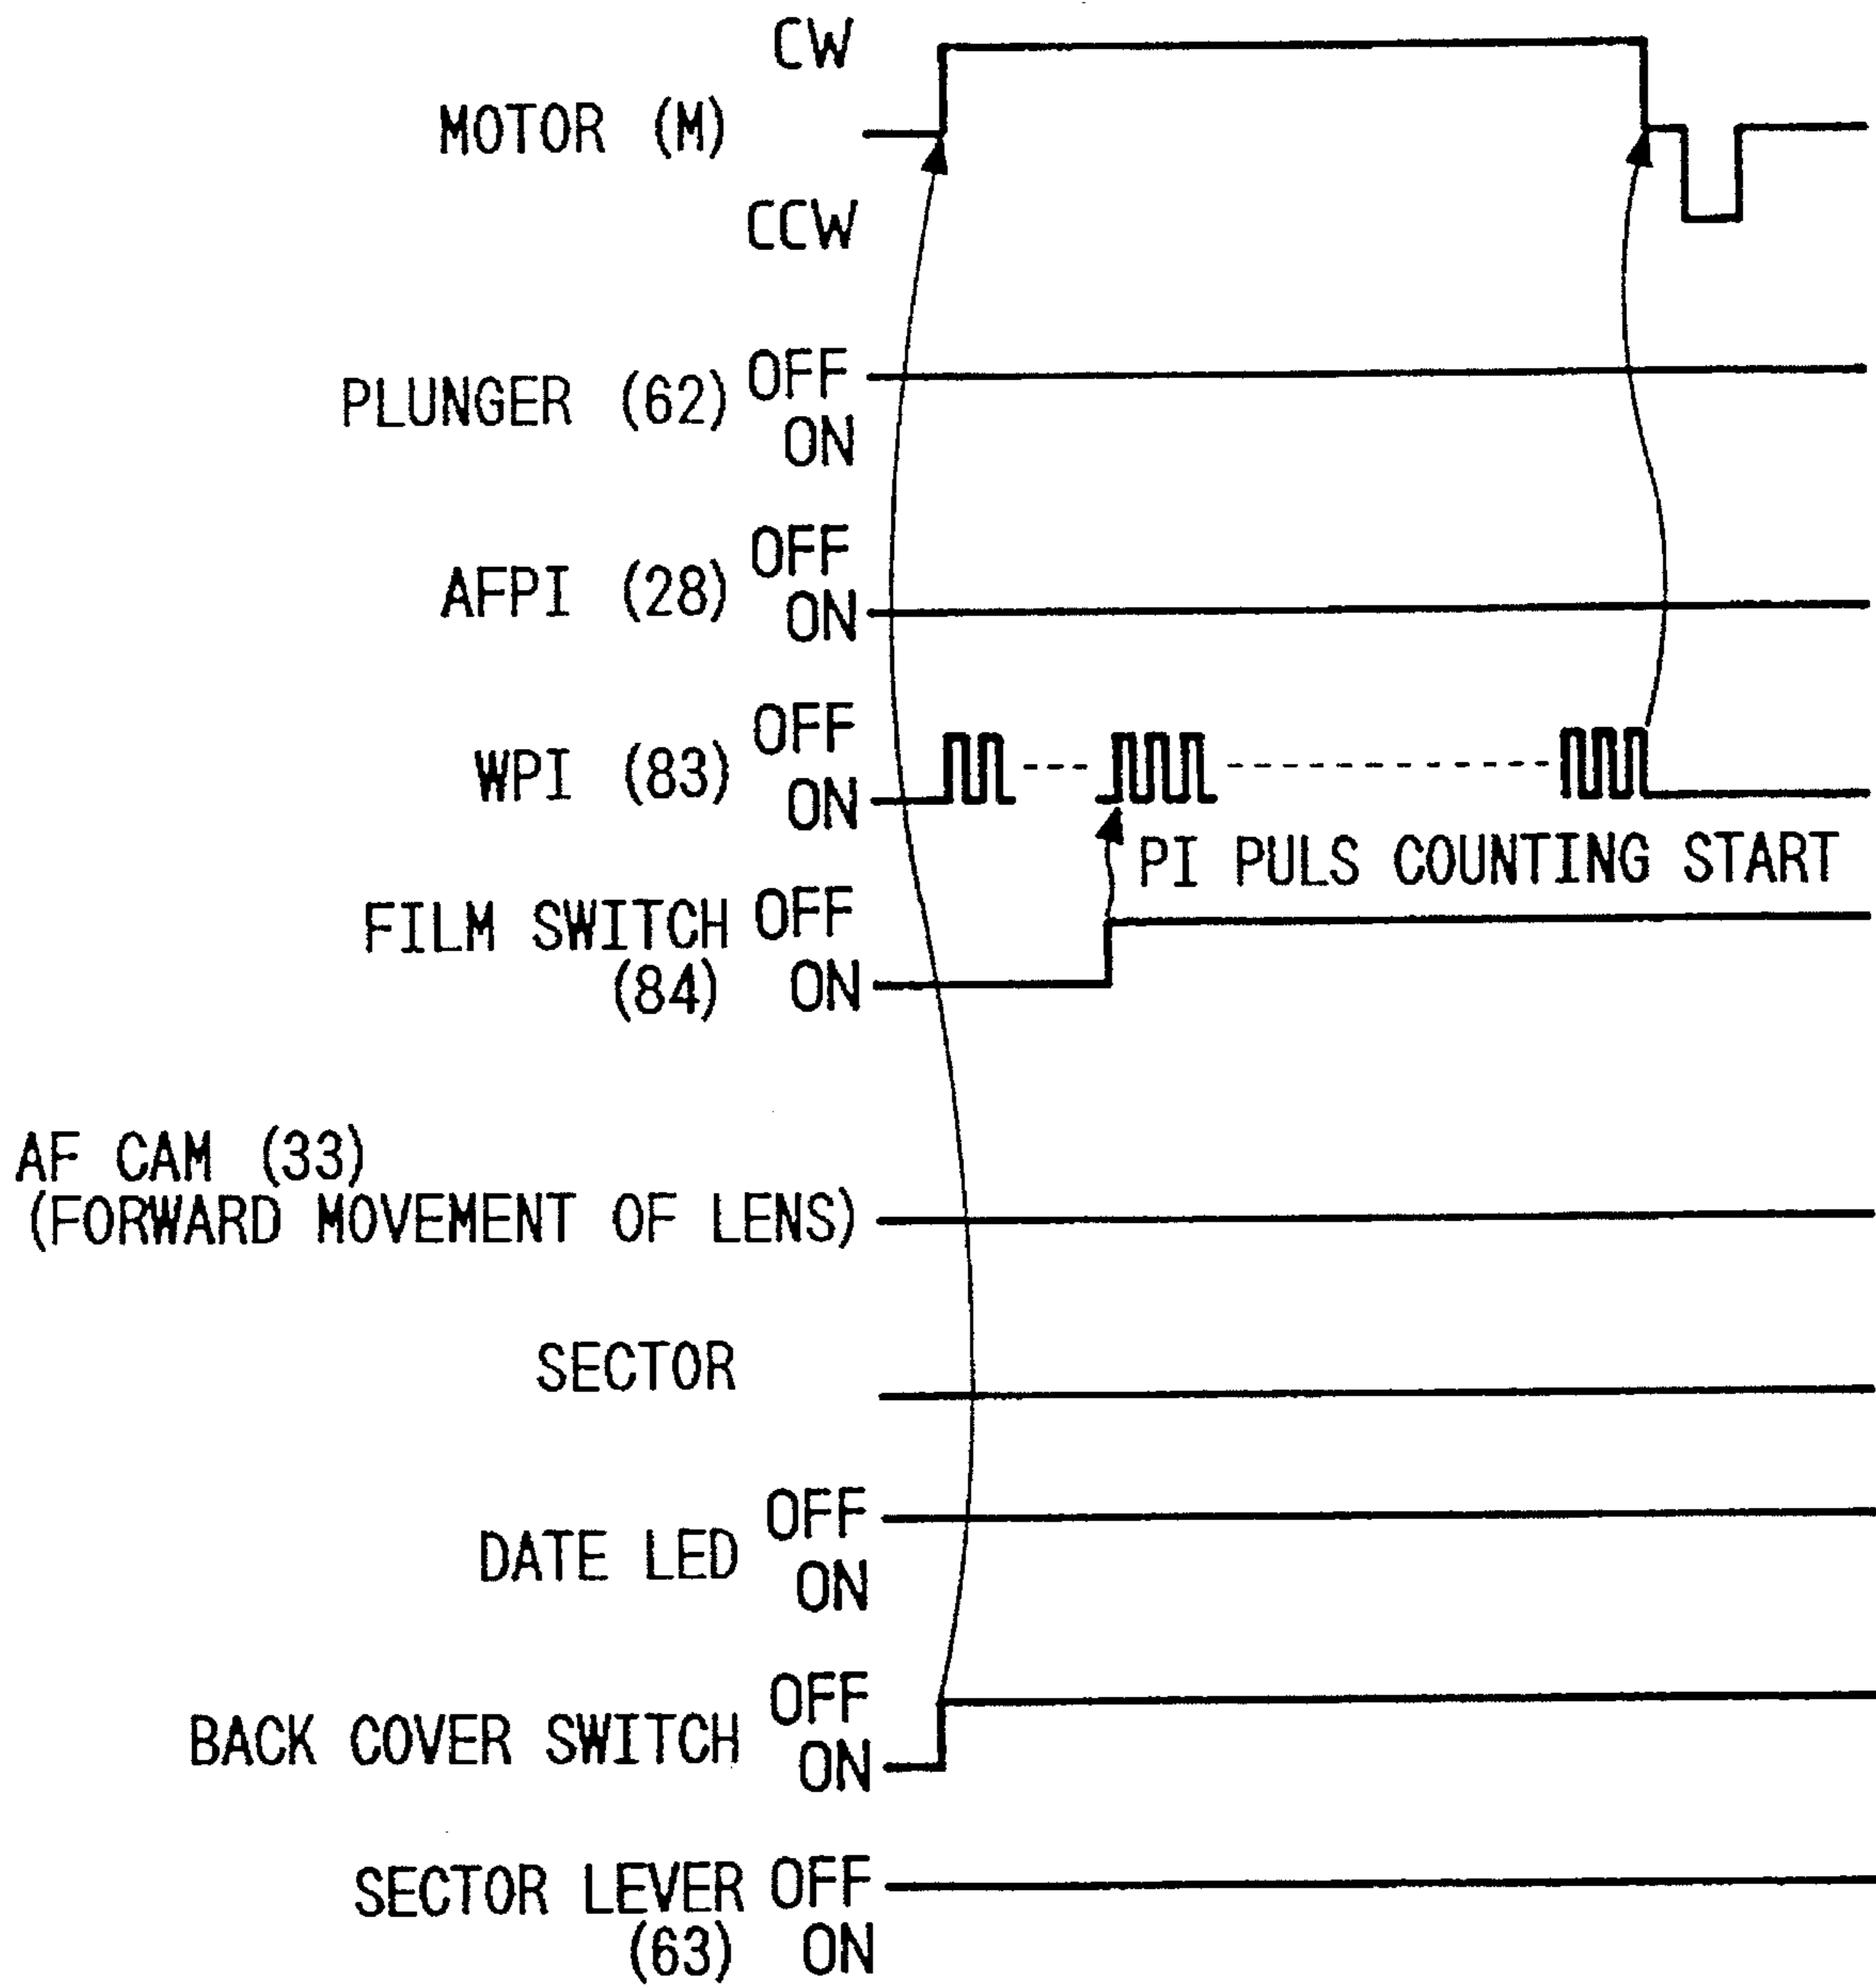 CW
MOTOR (M)
CCW
PLUNGER (62) OFF
ON
AFPI (28) OFF
ON
WPI (83) OFF
ON
PI PULS COUNTING START
FILM SWITCH OFF
(84) ON
AF CAM (33)
(FORWARD MOVEMENT OF LENS)
SECTOR
DATE LED OFF
ON
BACK COVER SWITCH OFF
ON
SECTOR LEVER OFF
(63) ON